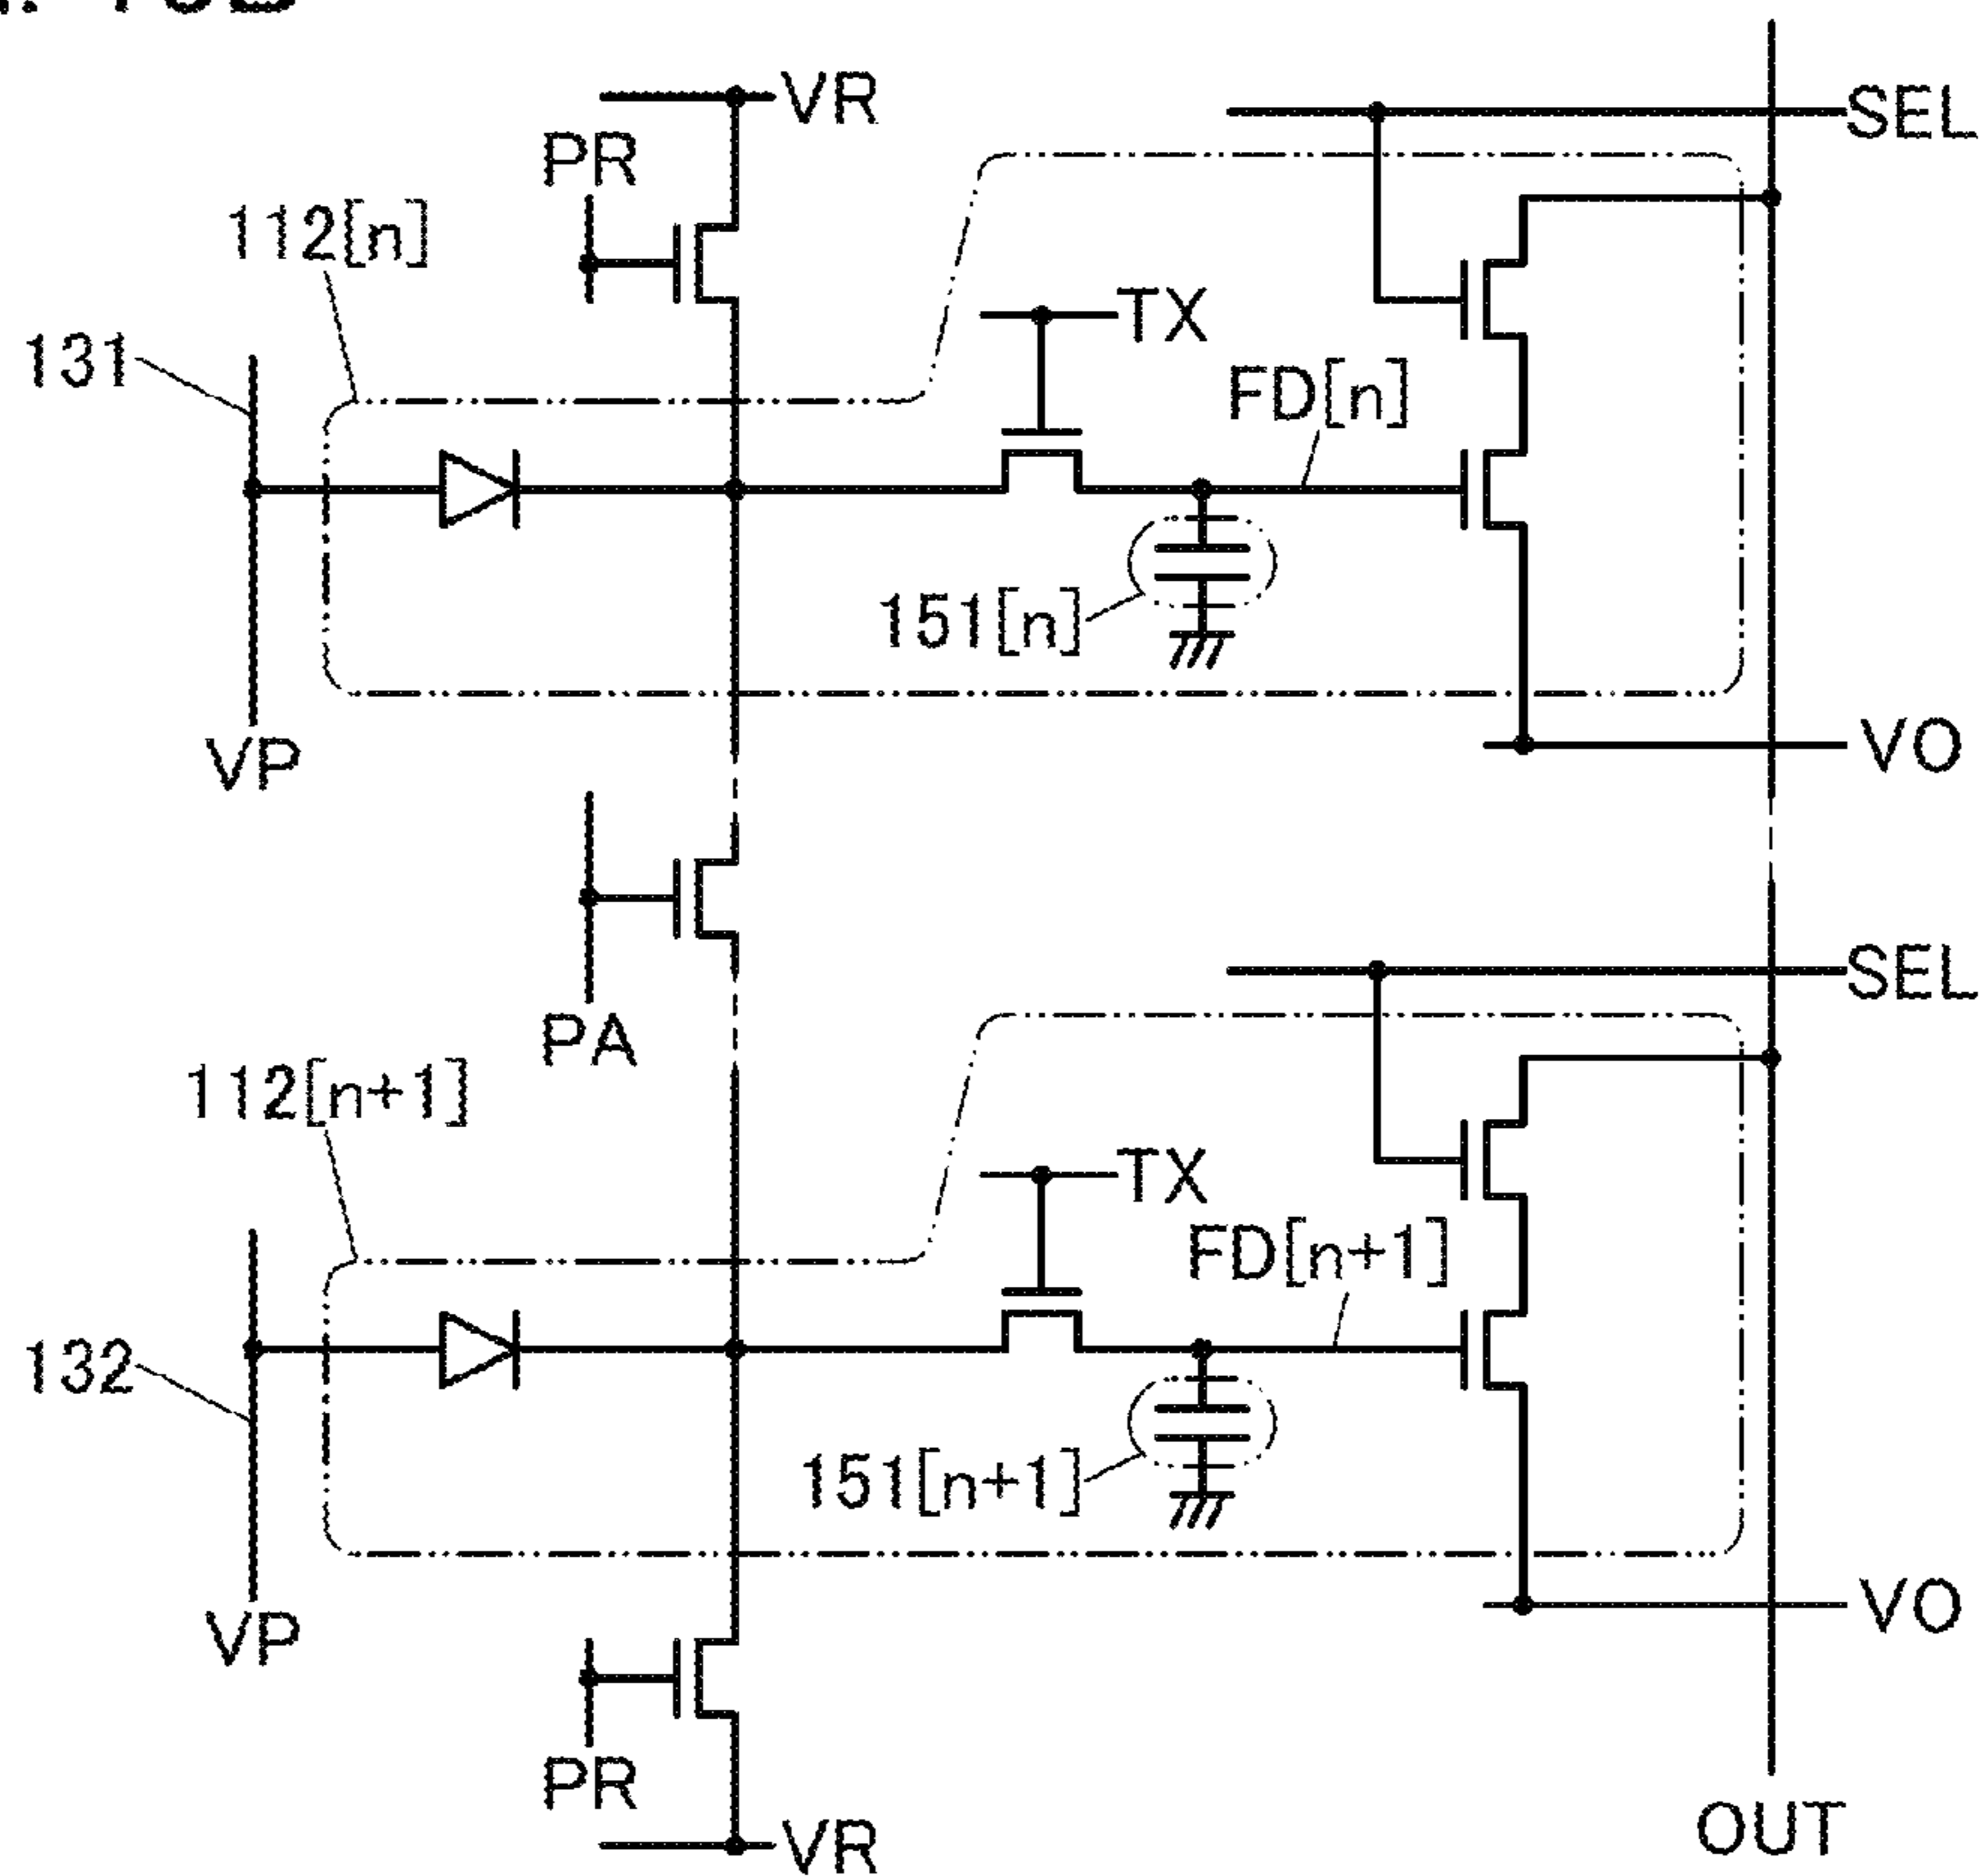 VR
SEL
PR
112[n]
TX
131
FD[n]
151[n]
VP
VO
SEL
PA
112[n+1]
TX
FD[n+1]
132
151[n+1]
VP
VO
PR
OUT
VR